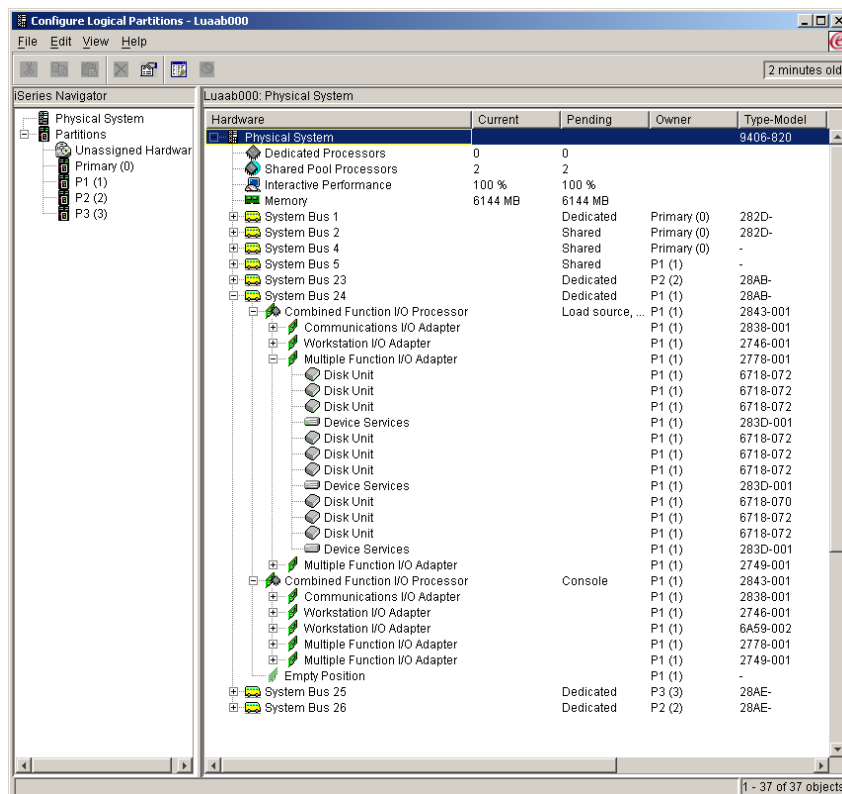 Configure Logical Partitions - Luaab000
File Edit View Help
2 minutes old
iSeries Navigator
Luaab000: Physical System
Physical System
Partitions
Unassigned Hardwar
Primary (0)
P1 (1)
P2 (2)
P3 (3)
Hardware Current Pending Owner Type-Model
Physical System 9406-820
Dedicated Processors 0 0
Shared Pool Processors 2 2
Interactive Performance 100 % 100 %
Memory 6144 MB 6144 MB
System Bus 1 Dedicated Primary (0) 282D-
System Bus 2 Shared Primary (0) 282D-
System Bus 4 Shared Primary (0) -
System Bus 5 Shared P1 (1) -
System Bus 23 Dedicated P2 (2) 28AB-
System Bus 24 Dedicated P1 (1) 28AB-
Combined Function I/O Processor Load source, ... P1 (1) 2843-001
Communications I/O Adapter P1 (1) 2838-001
Workstation I/O Adapter P1 (1) 2746-001
Multiple Function I/O Adapter P1 (1) 2778-001
Disk Unit P1 (1) 6718-072
Disk Unit P1 (1) 6718-072
Disk Unit P1 (1) 6718-072
Device Services P1 (1) 283D-001
Disk Unit P1 (1) 6718-072
Disk Unit P1 (1) 6718-072
Disk Unit P1 (1) 6718-072
Device Services P1 (1) 283D-001
Disk Unit P1 (1) 6718-070
Disk Unit P1 (1) 6718-072
Disk Unit P1 (1) 6718-072
Device Services P1 (1) 283D-001
Multiple Function I/O Adapter P1 (1) 2749-001
Combined Function I/O Processor Console P1 (1) 2843-001
Communications I/O Adapter P1 (1) 2838-001
Workstation I/O Adapter P1 (1) 2746-001
Workstation I/O Adapter P1 (1) 6A59-002
Multiple Function I/O Adapter P1 (1) 2778-001
Multiple Function I/O Adapter P1 (1) 2749-001
Empty Position P1 (1) -
System Bus 25 Dedicated P3 (3) 28AE-
System Bus 26 Dedicated P2 (2) 28AE-
1 - 37 of 37 objects